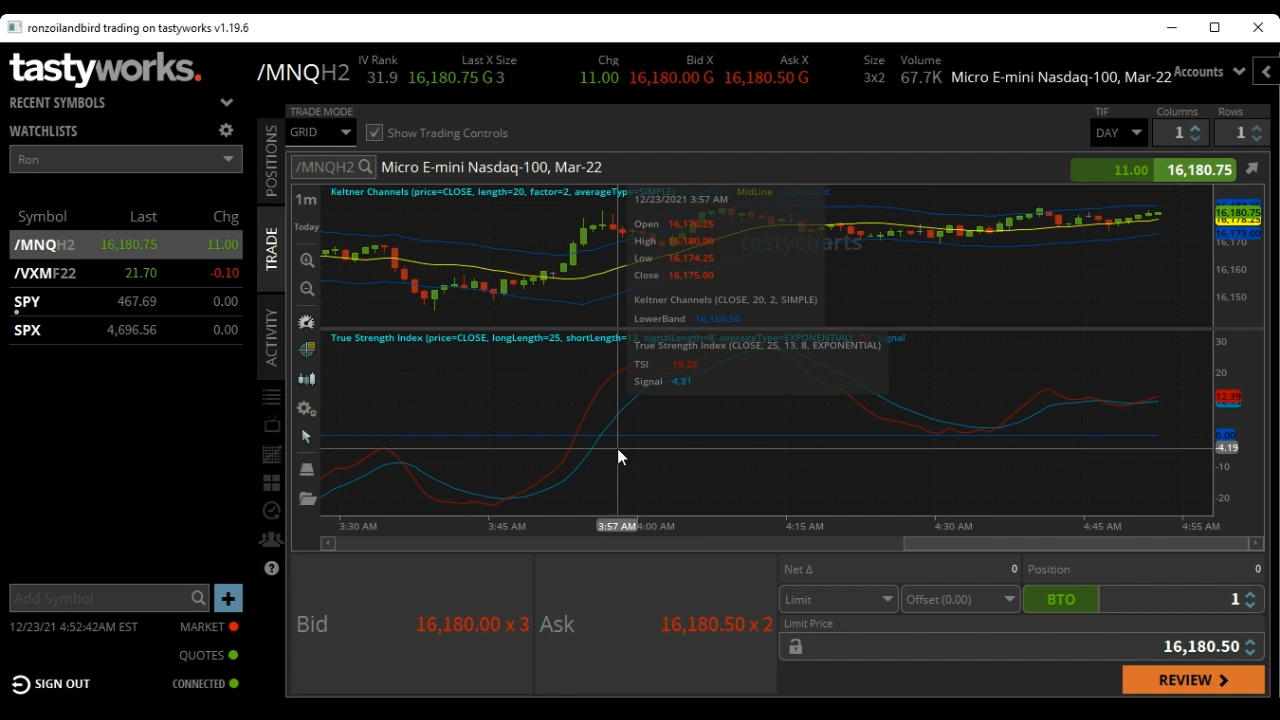 ronzoilandbird trading on tastyworks v1.19.6
tastyworks.
/MNQH2
IV Rank
31.9
Last X Size
16,180.75 G 3
Chg
11.00
Bid X
16,180.00 G
Ask X
16,180.50 G
Size
3x2
Volume
67.7K
Micro E-mini Nasdaq-100, Mar-22
Accounts
RECENT SYMBOLS
WATCHLISTS
Ron
Symbol Last Chg
/MNQH2 16,180.75 11.00
/VXMF22 21.70 -0.10
SPY 467.69 0.00
SPX 4,696.56 0.00
Add Symbol
12/23/21 4:52:42AM EST MARKET
QUOTES
SIGN OUT CONNECTED
POSITIONS
TRADE
ACTIVITY
TRADE MODE
GRID
Show Trading Controls
TIF
DAY
Columns
1
Rows
1
/MNQH2 Micro E-mini Nasdaq-100, Mar-22
11.00 16,180.75
1m
Today
Keltner Channels (price=CLOSE, length=20, factor=2, averageType=SIMPLE) MidLine
12/23/2021 3:57 AM
Open 16,176.25
High 16,180.00
Low 16,174.25
Close 16,175.00
Keltner Channels (CLOSE, 20, 2, SIMPLE)
LowerBand 16,150.50
tastycharts
16,180.75
16,173.00
16,170
16,160
16,150
True Strength Index (price=CLOSE, longLength=25, shortLength=13, signalLength=8, averageType=EXPONENTIAL)
True Strength Index (CLOSE, 25, 13, 8, EXPONENTIAL)
TSI 19.22
Signal 4.81
30
20
12.39
0.00
-4.19
-10
-20
3:30 AM 3:45 AM 3:57 AM 4:00 AM 4:15 AM 4:30 AM 4:45 AM 4:55 AM
Bid 16,180.00 x 3
Ask 16,180.50 x 2
Net Δ 0
Position 0
Limit
Offset (0.00)
BTO
1
Limit Price
16,180.50
REVIEW